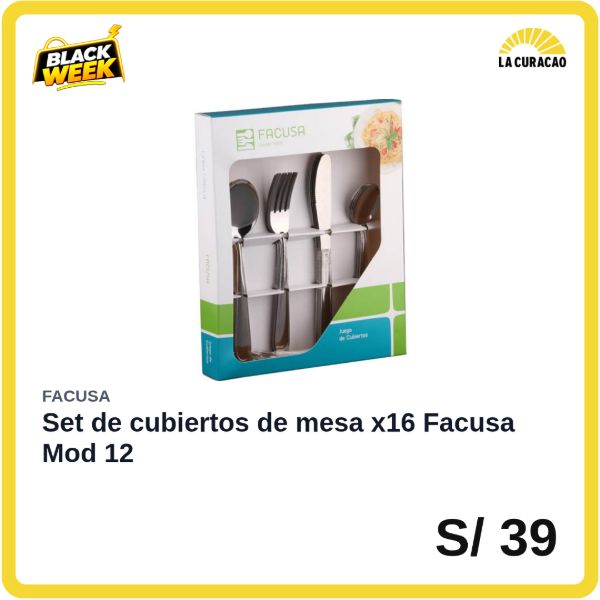 BLACK
WEEK
LA CURACAO
FACUSA
FACUSA
Juego
de Cubiertos
FACUSA
Set de cubiertos de mesa x16 Facusa
Mod 12
S/ 39